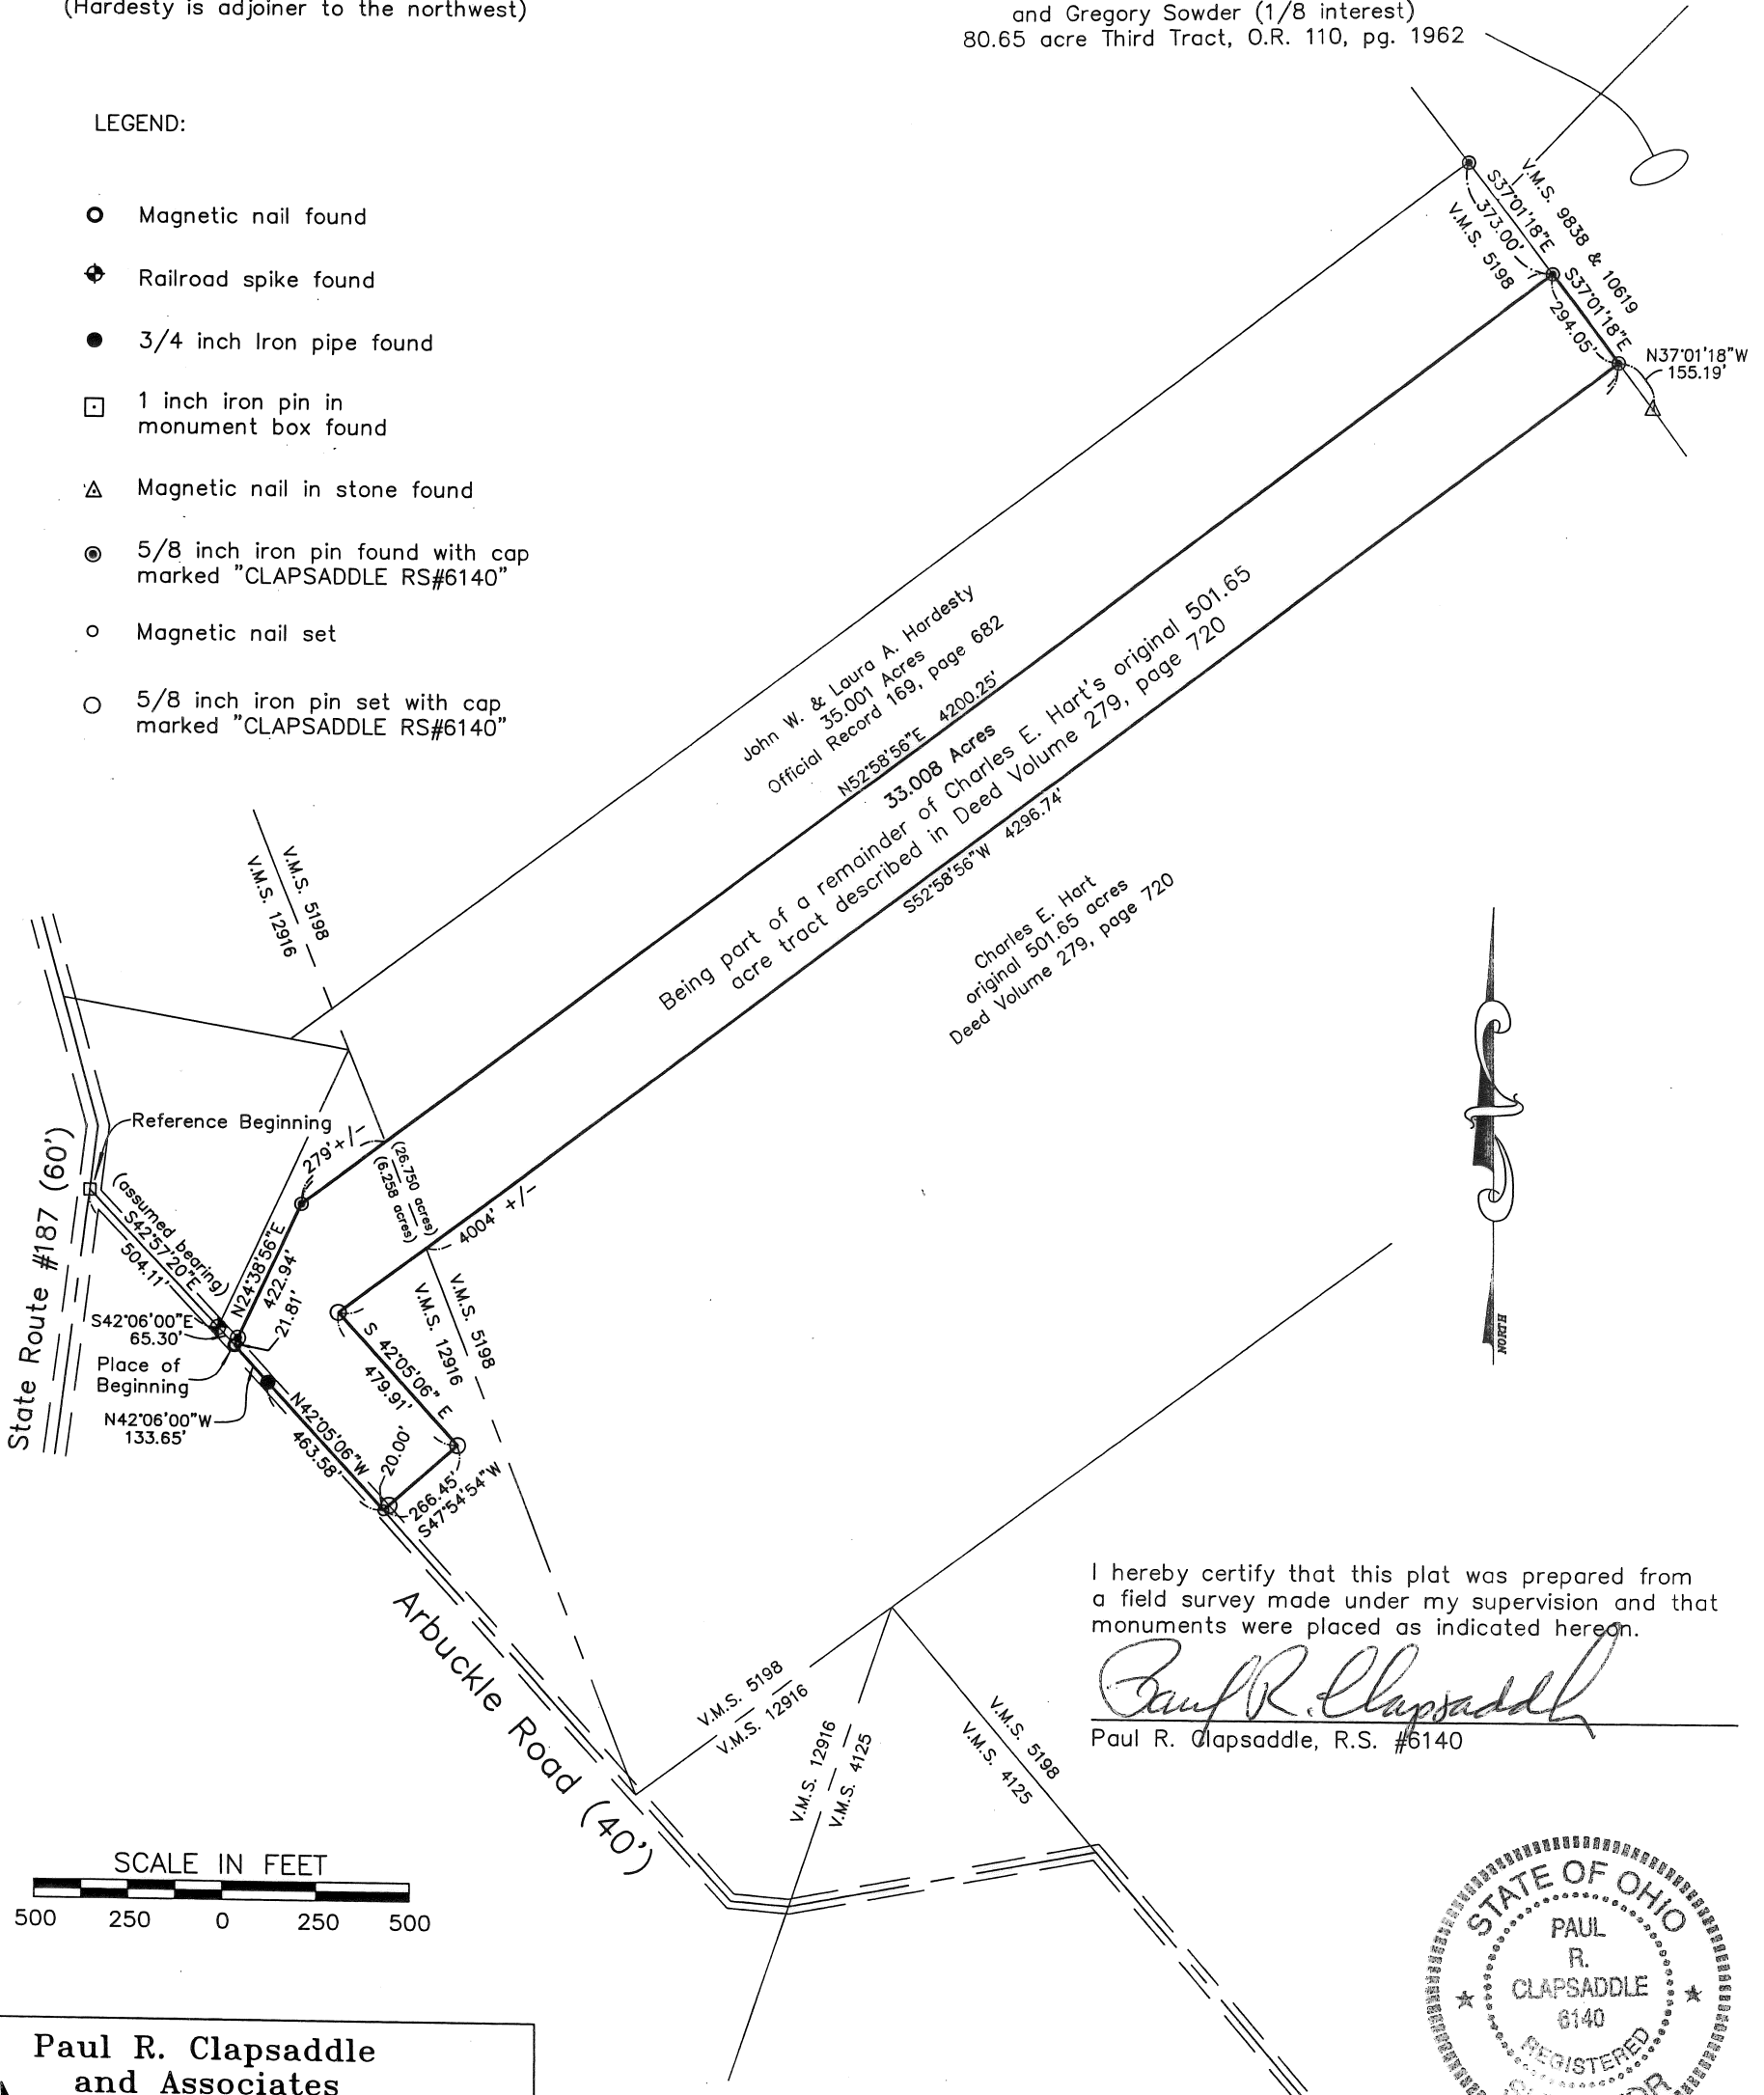 (Hardesty is adjoiner to the northwest)
and Gregory Sowder (1/8 interest)
80.65 acre Third Tract, O.R. 110, pg. 1962
LEGEND:
Magnetic nail found
Railroad spike found
3/4 inch Iron pipe found
1 inch iron pin in
monument box found
Magnetic nail in stone found
5/8 inch iron pin found with cap
marked "CLAPSADDLE RS#6140"
Magnetic nail set
5/8 inch iron pin set with cap
marked "CLAPSADDLE RS#6140"
V.M.S. 9838 & 10619
S37°01'18"E
373.00'
V.M.S. 5198
S37°01'18"E
294.05'
N37°01'18"W
155.19'
John W. & Laura A. Hardesty
35.001 Acres
Official Record 169, page 682
N52°58'56"E 4200.25'
33.008 Acres
Being part of a remainder of Charles E. Hart's original 501.65
acre tract described in Deed Volume 279, page 720
S52°58'56"W 4296.74'
Charles E. Hart
original 501.65 acres
Deed Volume 279, page 720
V.M.S. 5198
V.M.S. 12916
State Route #187 (60')
Reference Beginning
279'+/-
(26.750 acres)
(6.258 acres)
4004' +/-
(assumed bearing)
S42°57'20"E
504.11'
N24°38'56"E
422.94'
21.81'
S42°06'00"E
65.30'
Place of
Beginning
N42°06'00"W
133.65'
N42°05'06"W
463.58'
S 42°05'06" E
479.91'
20.00'
266.45'
S47°54'54"W
V.M.S. 5198
V.M.S. 12916
NORTH
Arbuckle Road (40')
V.M.S. 5198
V.M.S. 12916
V.M.S. 12916
V.M.S. 4125
V.M.S. 5198
V.M.S. 4125
I hereby certify that this plat was prepared from
a field survey made under my supervision and that
monuments were placed as indicated hereon.
Paul R. Clapsaddle
Paul R. Clapsaddle, R.S. #6140
SCALE IN FEET
500 250 0 250 500
Paul R. Clapsaddle
and Associates
STATE OF OHIO
PAUL
R.
CLAPSADDLE
6140
REGISTERED